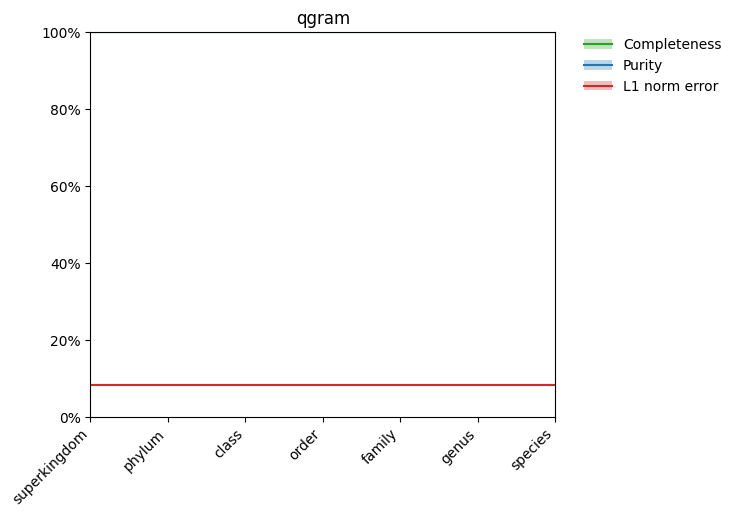 qgram
100%
80%
60%
40%
20%
0%
superkingdom
phylum
class
order
family
genus
species
Completeness
Purity
L1 norm error